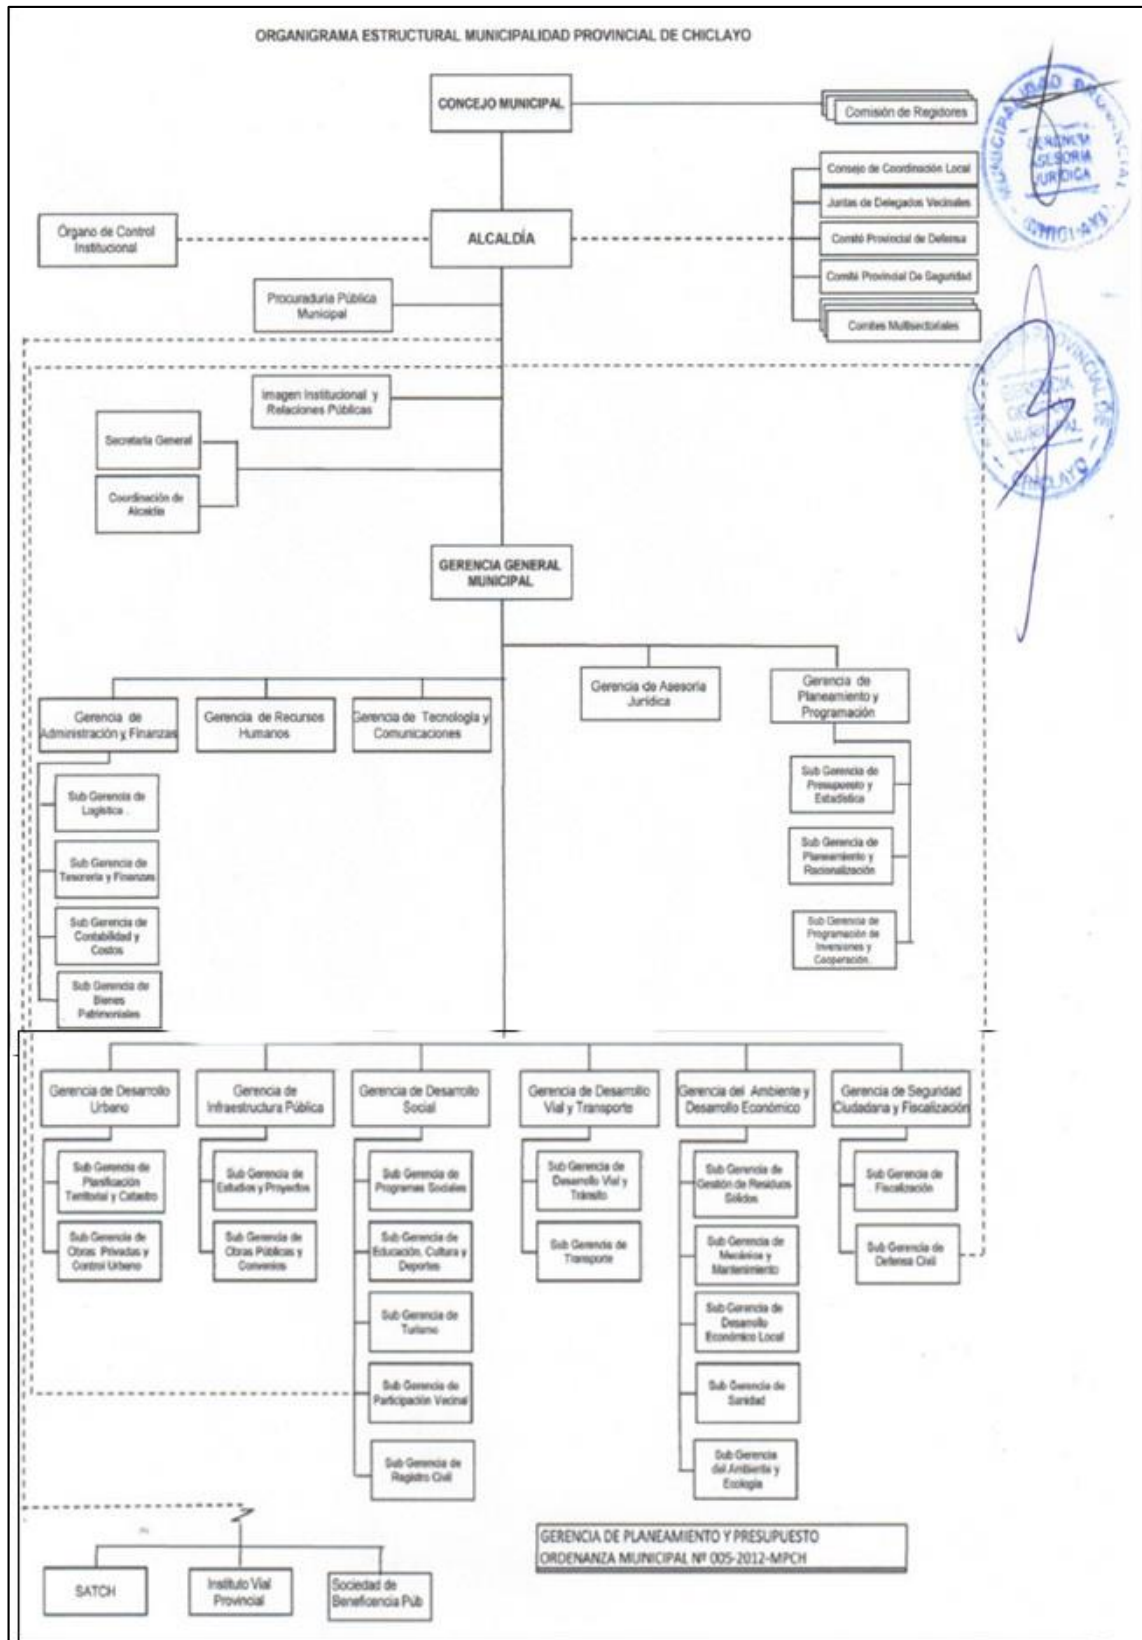 ORGANIGRAMA ESTRUCTURAL MUNICIPALIDAD PROVINCIAL DE CHICLAYO
CONCEJO MUNICIPAL
Comisión de Regidores
Consejo de Coordinación Local
Juntas de Delegados Vecinales
Comité Provincial de Defensa
Comité Provincial De Seguridad
Comites Multisectoriales
MUNICIPALIDAD PROVINCIAL
GERENCIA
ASESORIA
JURIDICA
Órgano de Control
Institucional
ALCALDÍA
Procuraduria Pública
Municipal
Imagen Institucional y
Relaciones Públicas
GERENCIA
MUNICIPAL
CHICLAYO
Secretaría General
Coordinación de
Alcaldía
GERENCIA GENERAL
MUNICIPAL
Gerencia de Asesoria
Jurídica
Gerencia de
Planeamiento y
Programación
Gerencia de
Administración y Finanzas
Gerencia de Recursos
Humanos
Gerencia de Tecnología y
Comunicaciones
Sub Gerencia de
Logística .
Sub Gerencia de
Tesorería y Finanzas
Sub Gerencia de
Contabilidad y
Costos
Sub Gerencia de
Bienes
Patrimoniales
Sub Gerencia de
Presupuesto y
Estadística
Sub Gerencia de
Planeamiento y
Racionalización
Sub Gerencia de
Programación de
Inversiones y
Cooperación.
Gerencia de Desarrollo
Urbano
Sub Gerencia de
Planificación
Territorial y Catastro
Sub Gerencia de
Obras Privadas y
Control Urbano
Gerencia de
Infraestructura Pública
Sub Gerencia de
Estudios y Proyectos
Sub Gerencia de
Obras Públicas y
Convenios
Gerencia de Desarrollo
Social
Sub Gerencia de
Programas Sociales
Sub Gerencia de
Educación, Cultura y
Deportes
Sub Gerencia de
Turismo
Sub Gerencia de
Participación Vecinal
Sub Gerencia de
Registro Civil
Gerencia de Desarrollo
Vial y Transporte
Sub Gerencia de
Desarrollo Vial y
Tránsito
Sub Gerencia de
Transporte
Gerencia del Ambiente y
Desarrollo Económico
Sub Gerencia de
Gestión de Residuos
Sólidos
Sub Gerencia de
Mecánica y
Mantenimiento
Sub Gerencia de
Desarrollo
Económico Local
Sub Gerencia de
Sanidad
Sub Gerencia
del Ambiente y
Ecología
Gerencia de Seguridad
Ciudadana y Fiscalización
Sub Gerencia de
Fiscalización
Sub Gerencia de
Defensa Civil
SATCH
Instituto Vial
Provincial
Sociedad de
Beneficencia Púb
GERENCIA DE PLANEAMIENTO Y PRESUPUESTO
ORDENANZA MUNICIPAL Nº 005-2012-MPCH